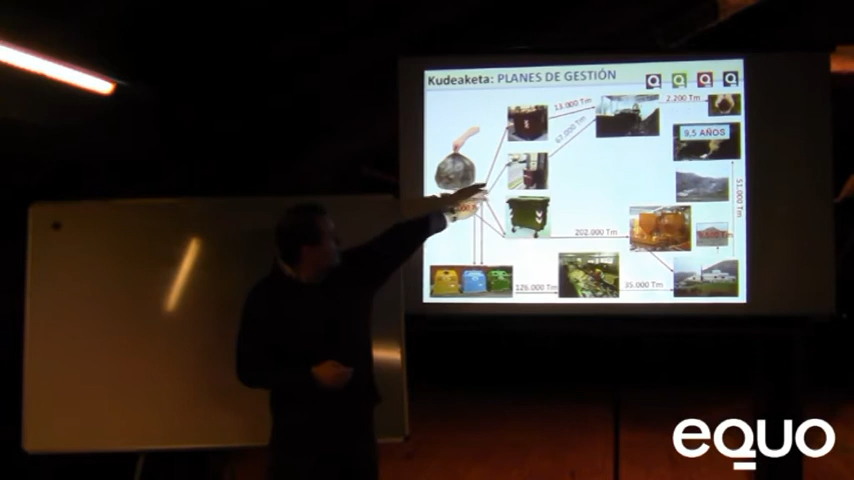 Kudeaketa: PLANES DE GESTIÓN
13.000 Tm
67.000 Tm
2.200 Tm
9,5 AÑOS
51.000 Tm
202.000 Tm
126.000 Tm
35.000 Tm
equo